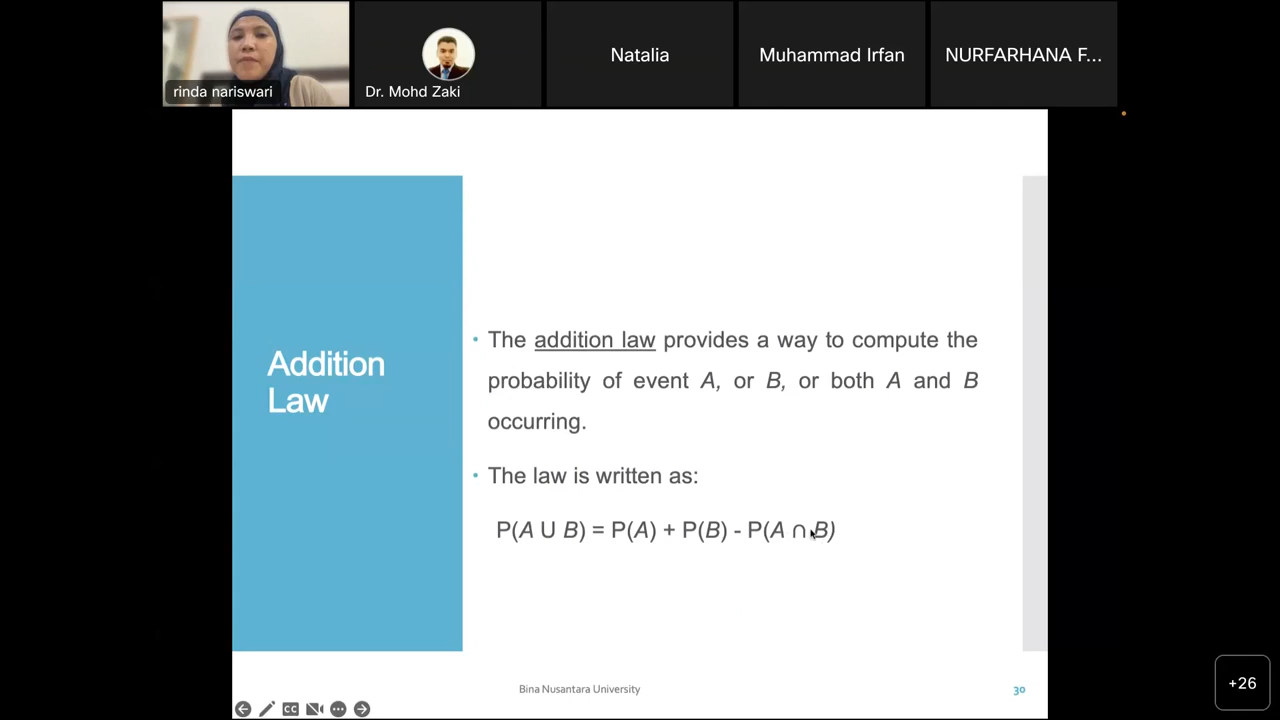 rinda nariswari
Dr. Mohd Zaki
Natalia
Muhammad Irfan
NURFARHANA F...
Addition
Law
• The addition law provides a way to compute the
probability of event A, or B, or both A and B
occurring.
• The law is written as:
P(A U B) = P(A) + P(B) - P(A ∩ B)
Bina Nusantara University
30
CC
+26